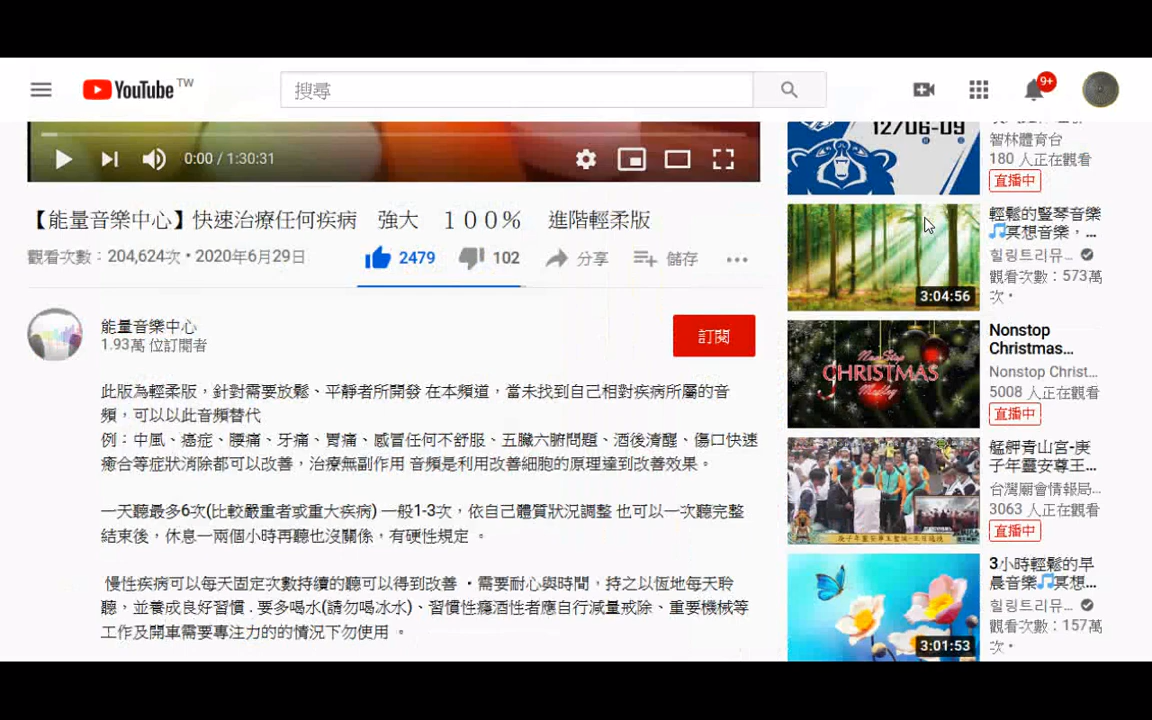 YouTube TW
搜尋
9+
0:00 / 1:30:31
【能量音樂中心】快速治療任何疾病　強大　１００％　進階輕柔版
觀看次數：204,624次 • 2020年6月29日
2479
102
分享
儲存
能量音樂中心
1.93萬 位訂閱者
訂閱
此版為輕柔版，針對需要放鬆、平靜者所開發 在本頻道，當未找到自己相對疾病所屬的音
頻，可以以此音頻替代
例：中風、癌症、腰痛、牙痛、胃痛、感冒任何不舒服、五臟六腑問題、酒後清醒、傷口快速
癒合等症狀消除都可以改善，治療無副作用 音頻是利用改善細胞的原理達到改善效果。
一天聽最多6次(比較嚴重者或重大疾病) 一般1-3次，依自己體質狀況調整 也可以一次聽完整
結束後，休息一兩個小時再聽也沒關係，有硬性規定 。
慢性疾病可以每天固定次數持續的聽可以得到改善 ‧需要耐心與時間，持之以恆地每天聆
聽，並養成良好習慣 . 要多喝水(請勿喝冰水)、習慣性癮酒性者應自行減量戒除、重要機械等
工作及開車需要專注力的的情況下勿使用 。
12/06-09
智林體育台
180 人正在觀看
直播中
輕鬆的豎琴音樂
🎵冥想音樂，...
힐링트리뮤...
觀看次數：573萬
次 •
3:04:56
NonStop
CHRISTMAS
Medley
Nonstop
Christmas...
Nonstop Christ...
5008 人正在觀看
直播中
艋舺青山宮-庚
子年靈安尊王...
台灣廟會情報局...
3063 人正在觀看
直播中
3小時輕鬆的早
晨音樂🎵冥想...
힐링트리뮤...
觀看次數：157萬
次 •
3:01:53